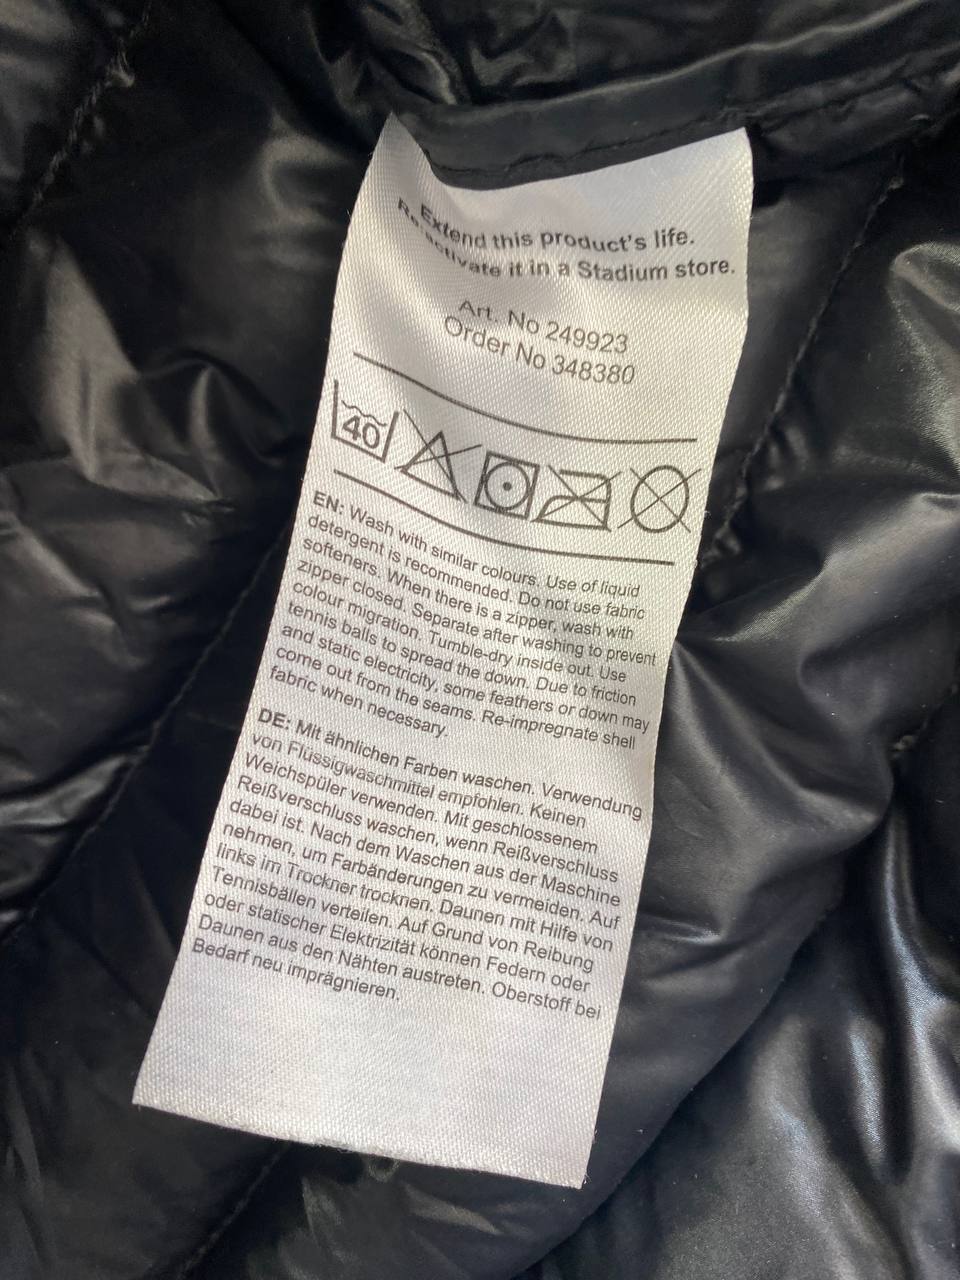 Extend this product's life.
Re-activate it in a Stadium store.
Art. No 249923
Order No 348380
40
EN: Wash with similar colours. Use of liquid
detergent is recommended. Do not use fabric
softeners. When there is a zipper, wash with
zipper closed. Separate after washing to prevent
colour migration. Tumble-dry inside out. Use
tennis balls to spread the down. Due to friction
and static electricity, some feathers or down may
come out from the seams. Re-impregnate shell
fabric when necessary.
DE: Mit ähnlichen Farben waschen. Verwendung
von Flüssigwaschmittel empfohlen. Keinen
Weichspüler verwenden. Mit geschlossenem
Reißverschluss waschen, wenn Reißverschluss
dabei ist. Nach dem Waschen aus der Maschine
nehmen, um Farbänderungen zu vermeiden. Auf
links im Trockner trocknen. Daunen mit Hilfe von
Tennisbällen verteilen. Auf Grund von Reibung
oder statischer Elektrizität können Federn oder
Daunen aus den Nähten austreten. Oberstoff bei
Bedarf neu imprägnieren.